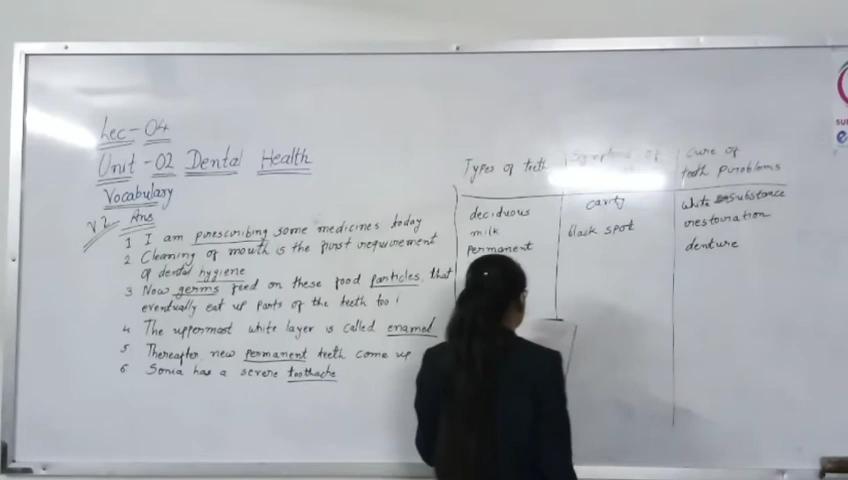 Lec-04
Unit-02 Dental Health
Vocabulary
V2 Ans
1 I am prescribing some medicines today
2 Cleaning of mouth is the first requirement
of dental hygiene
3 Now germs feed on these food particles, that
eventually eat up parts of the teeth too
4 The uppermost white layer is called enamel
5 Thereafter, new permanent teeth come up
6 Sonia has a severe toothache
Types of teeth
deciduous
milk
permanent
of
cavity
black spot
cure of
teeth problems
white substance
restoration
denture